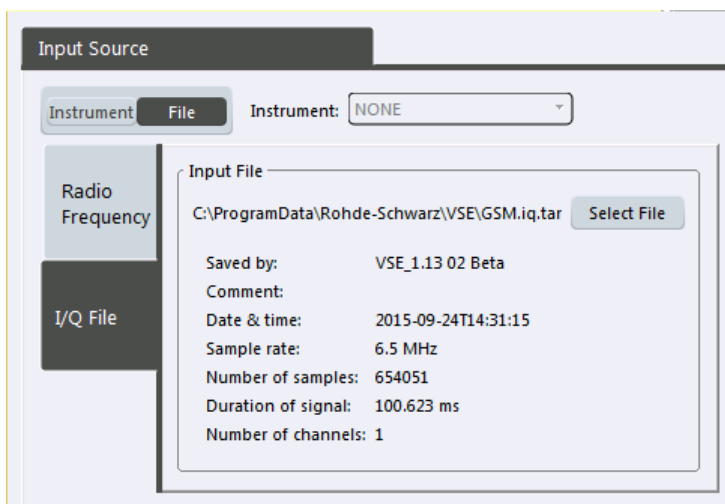 Input Source
Instrument File Instrument: NONE
Radio
Frequency
I/Q File
Input File
C:\ProgramData\Rohde-Schwarz\VSE\GSM.iq.tar Select File
Saved by: VSE_1.13 02 Beta
Comment:
Date & time: 2015-09-24T14:31:15
Sample rate: 6.5 MHz
Number of samples: 654051
Duration of signal: 100.623 ms
Number of channels: 1